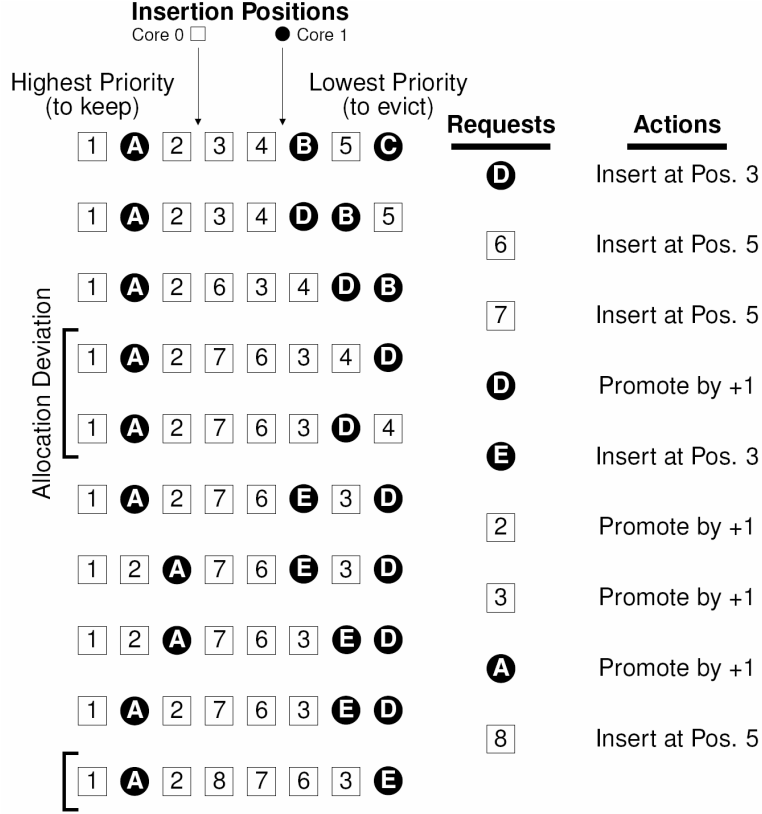 Insertion Positions
Core 0 Core 1
Highest Priority Lowest Priority
(to keep) (to evict)
Requests Actions
1 A 2 3 4 B 5 C
D Insert at Pos. 3
1 A 2 3 4 D B 5
6 Insert at Pos. 5
1 A 2 6 3 4 D B
7 Insert at Pos. 5
Allocation Deviation
1 A 2 7 6 3 4 D
D Promote by +1
1 A 2 7 6 3 D 4
E Insert at Pos. 3
1 A 2 7 6 E 3 D
2 Promote by +1
1 2 A 7 6 E 3 D
3 Promote by +1
1 2 A 7 6 3 E D
A Promote by +1
1 A 2 7 6 3 E D
8 Insert at Pos. 5
1 A 2 8 7 6 3 E